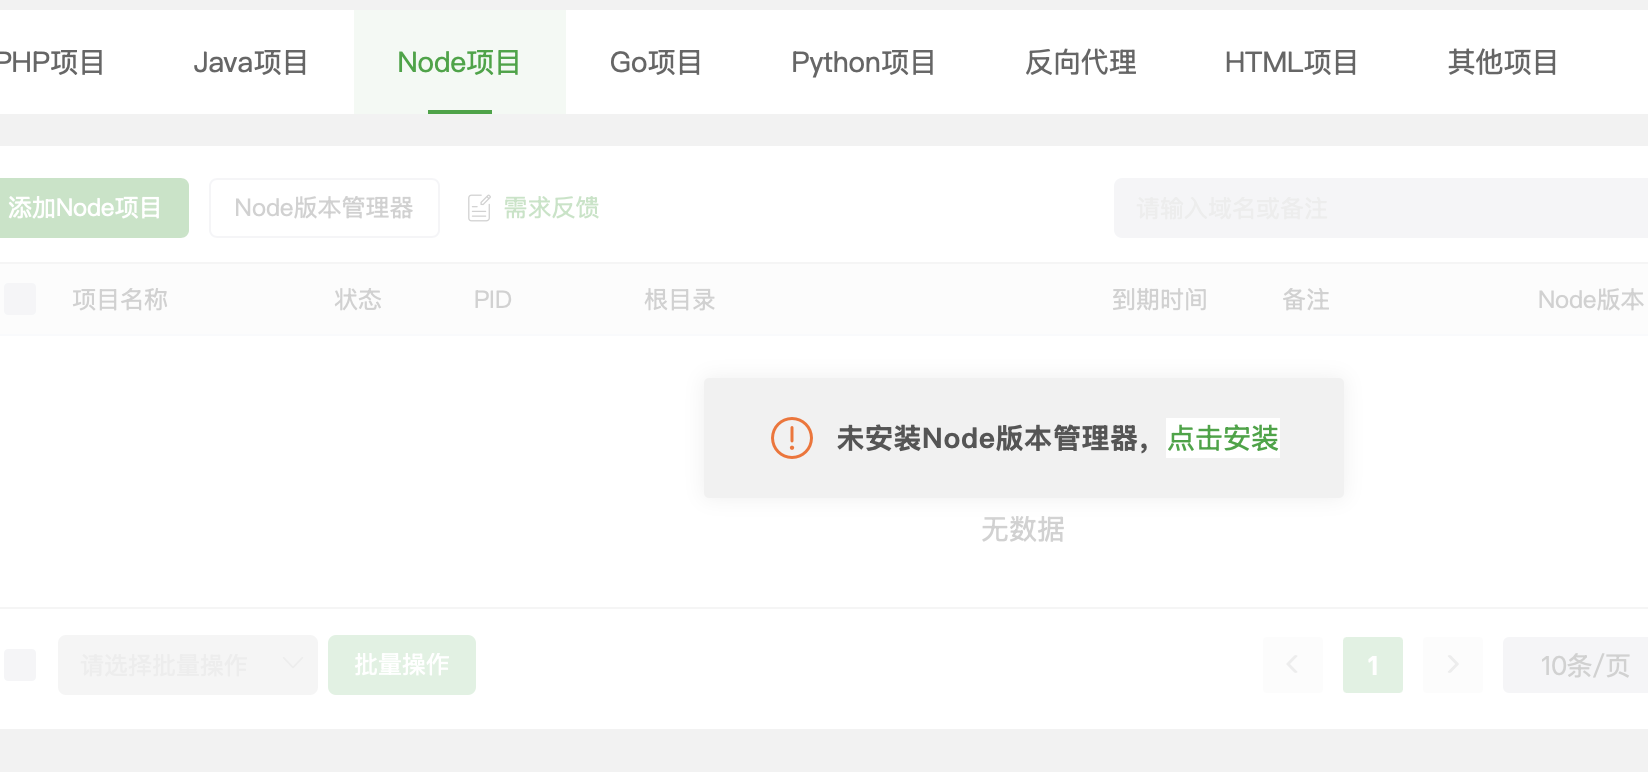 PHP项目 Java项目 Node项目 Go项目 Python项目 反向代理 HTML项目 其他项目
添加Node项目 Node版本管理器 需求反馈 请输入域名或备注
项目名称 状态 PID 根目录 到期时间 备注 Node版本
未安装Node版本管理器，点击安装
无数据
请选择批量操作 批量操作 1 10条/页